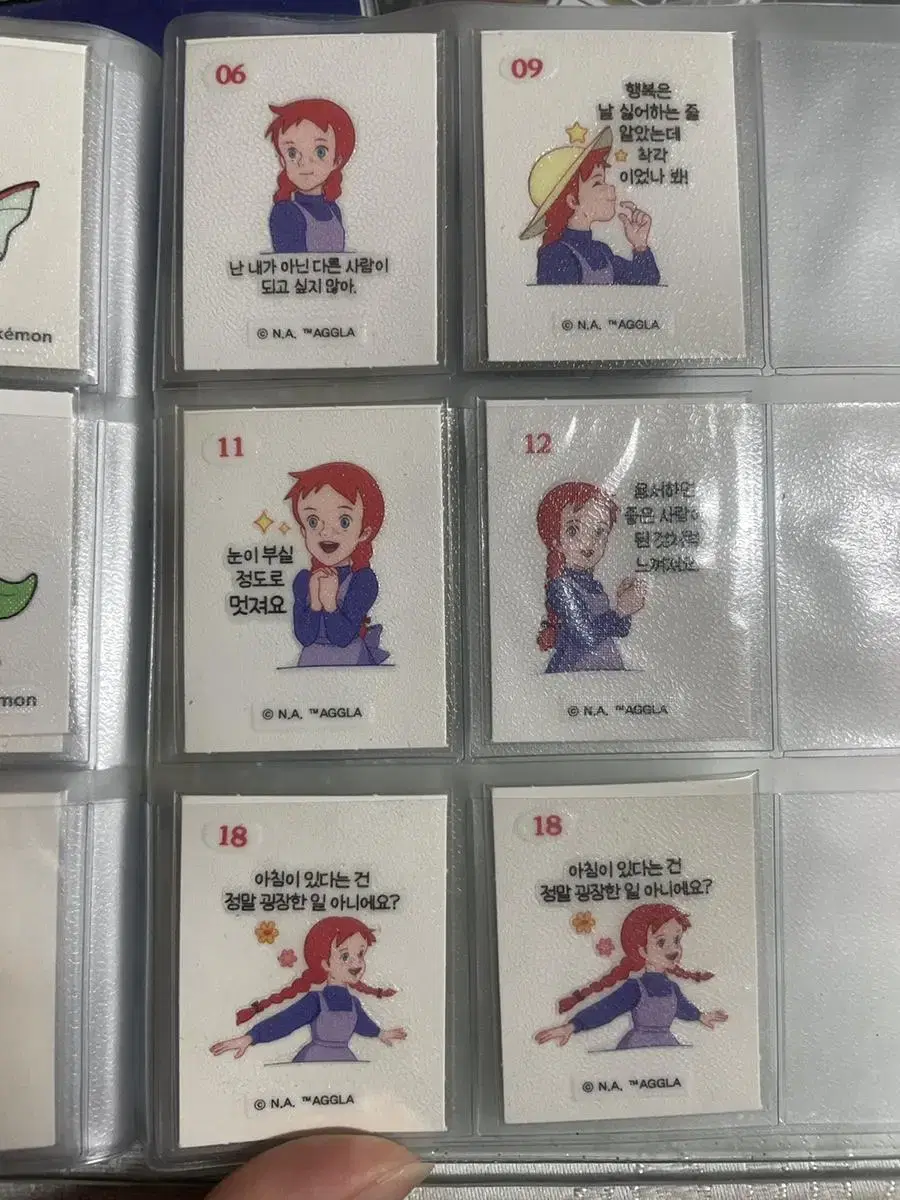 06
난 내가 아닌 다른 사람이
되고 싶지 않아.
© N.A. ™AGGLA
09
행복은
날 싫어하는 줄
알았는데
착각
이었나 봐!
© N.A. ™AGGLA
kémon
11
눈이 부실
정도로
멋져요
© N.A. ™AGGLA
12
용서하면
좋은 사람이
된 것처럼
느껴져요
© N.A. ™AGGLA
mon
18
아침이 있다는 건
정말 굉장한 일 아니에요?
© N.A. ™AGGLA
18
아침이 있다는 건
정말 굉장한 일 아니에요?
© N.A. ™AGGLA